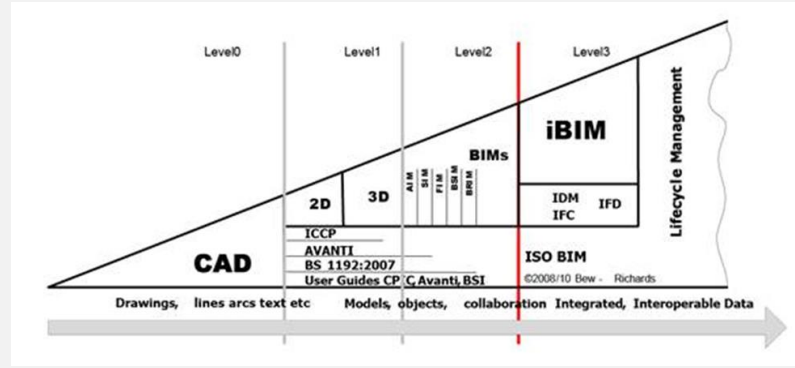 Level0 Level1 Level2 Level3
iBIM
BIMs
Lifecycle Management
AIM
SIM
FIM
BSIM
BRIM
2D 3D
IDM IFD
IFC
ICCP
CAD
AVANTI
ISO BIM
BS 1192:2007
User Guides CPIC, Avanti, BSI
©2008/10 Bew - Richards
Drawings, lines arcs text etc Models, objects, collaboration Integrated, Interoperable Data